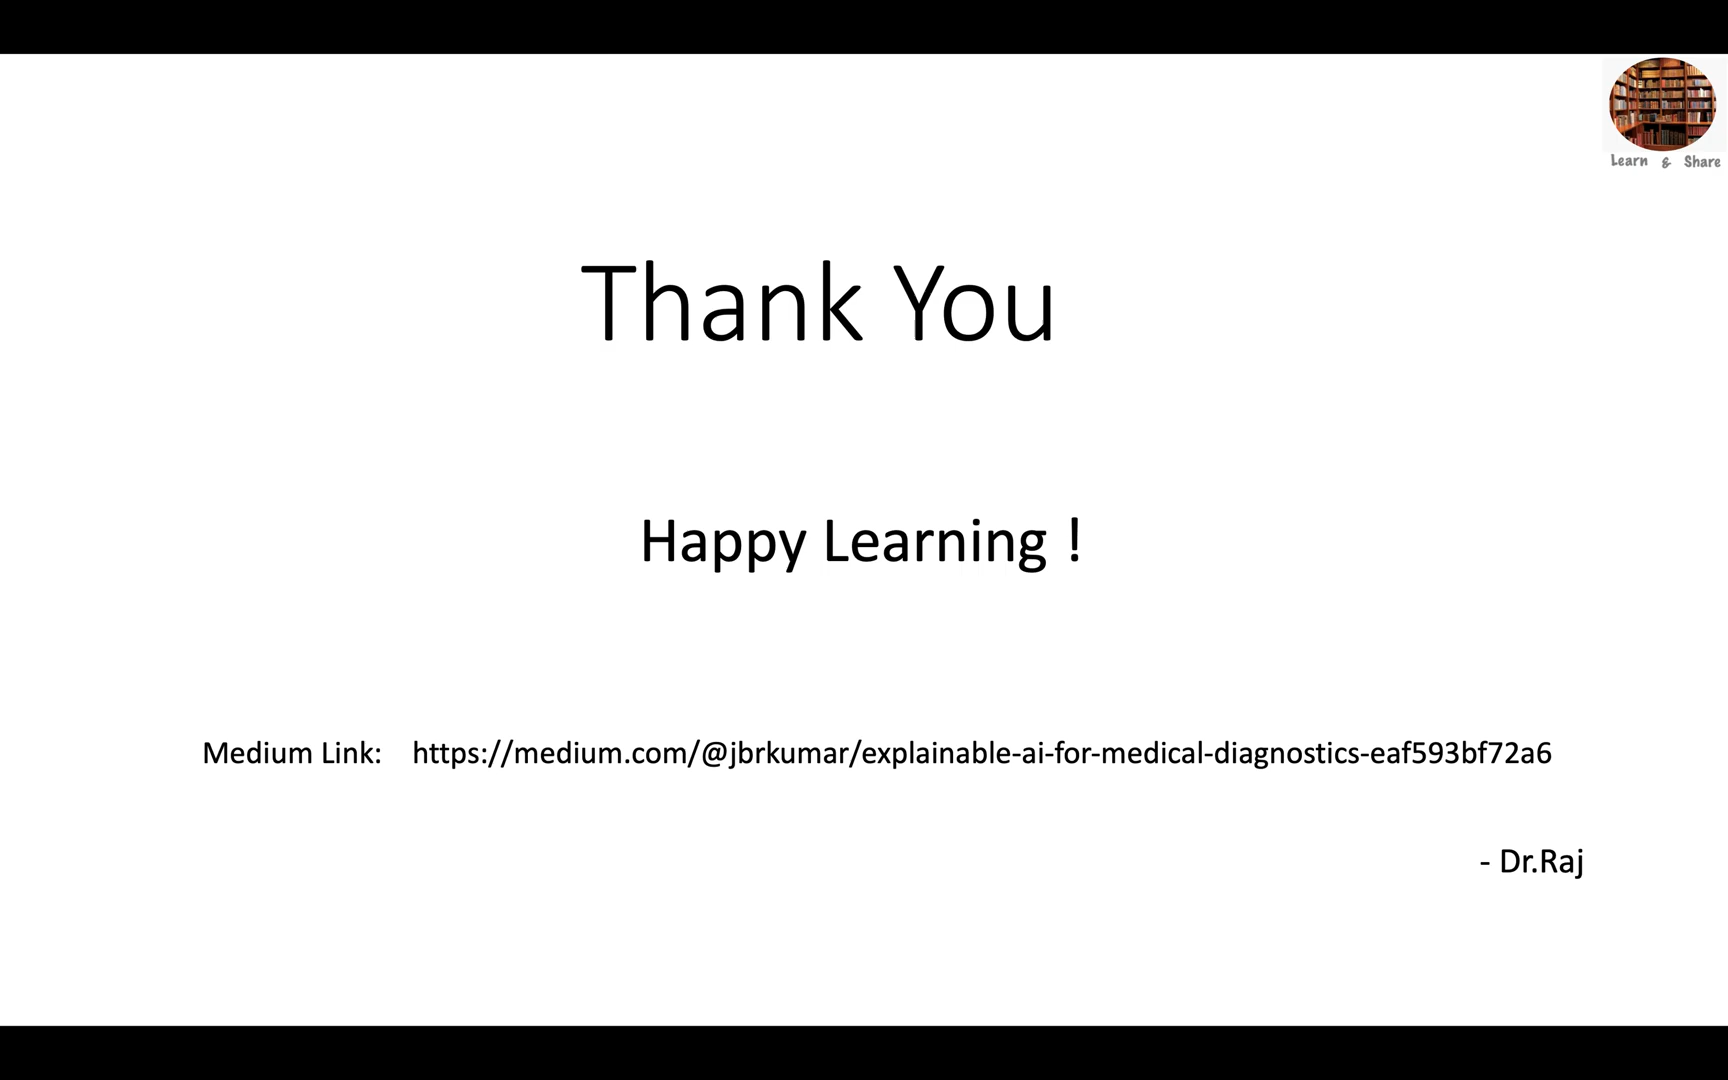 Learn & Share
Thank You
Happy Learning !
Medium Link: https://medium.com/@jbrkumar/explainable-ai-for-medical-diagnostics-eaf593bf72a6
- Dr.Raj